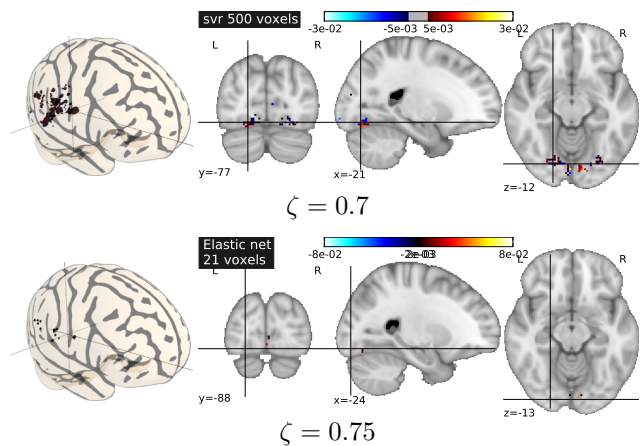 svr 500 voxels
-3e-02 -5e-03 5e-03 3e-02
L R L R
y=-77 x=-21 z=-12
ζ = 0.7
Elastic net
21 voxels
-8e-02 8e-02
L R L R
y=-88 x=-24 z=-13
ζ = 0.75